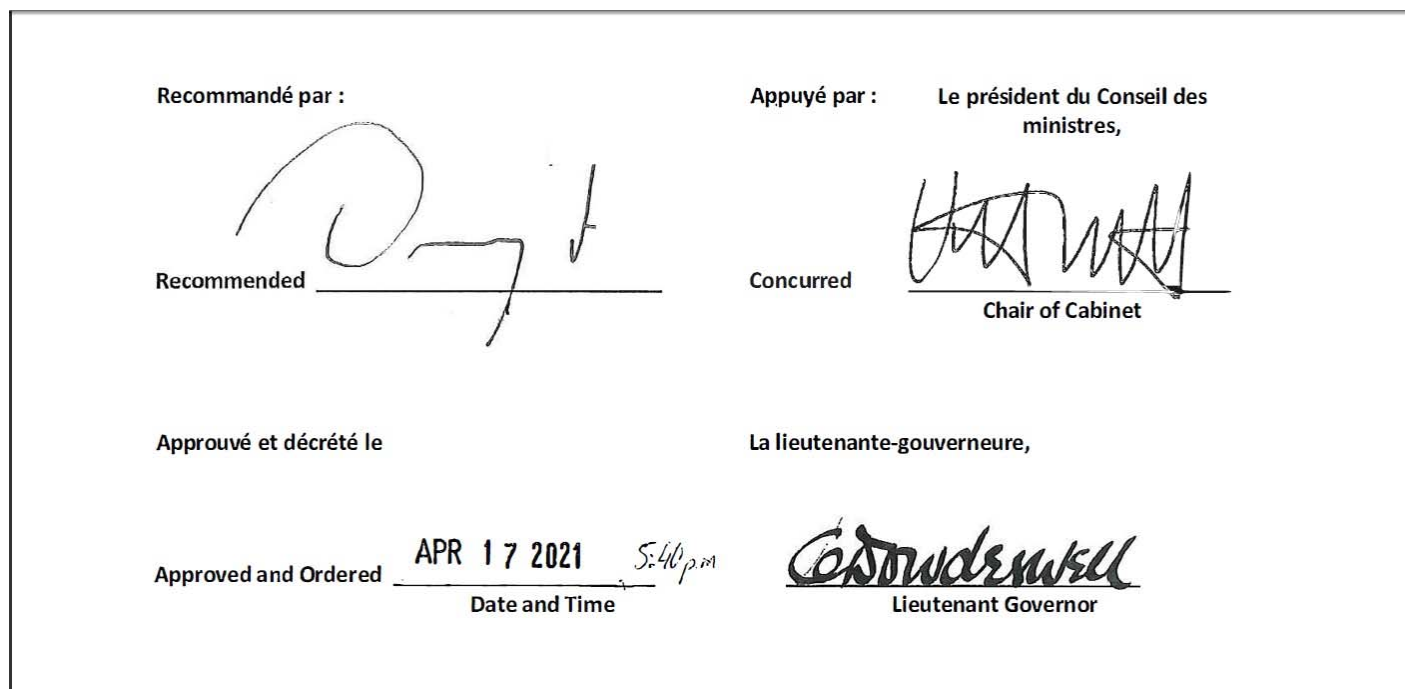 Recommandé par :
Appuyé par : Le président du Conseil des
ministres,
Recommended
Concurred
Chair of Cabinet
Approuvé et décrété le
La lieutenante-gouverneure,
Approved and Ordered APR 17 2021 5:40 p.m
Date and Time
EDowdeswell
Lieutenant Governor